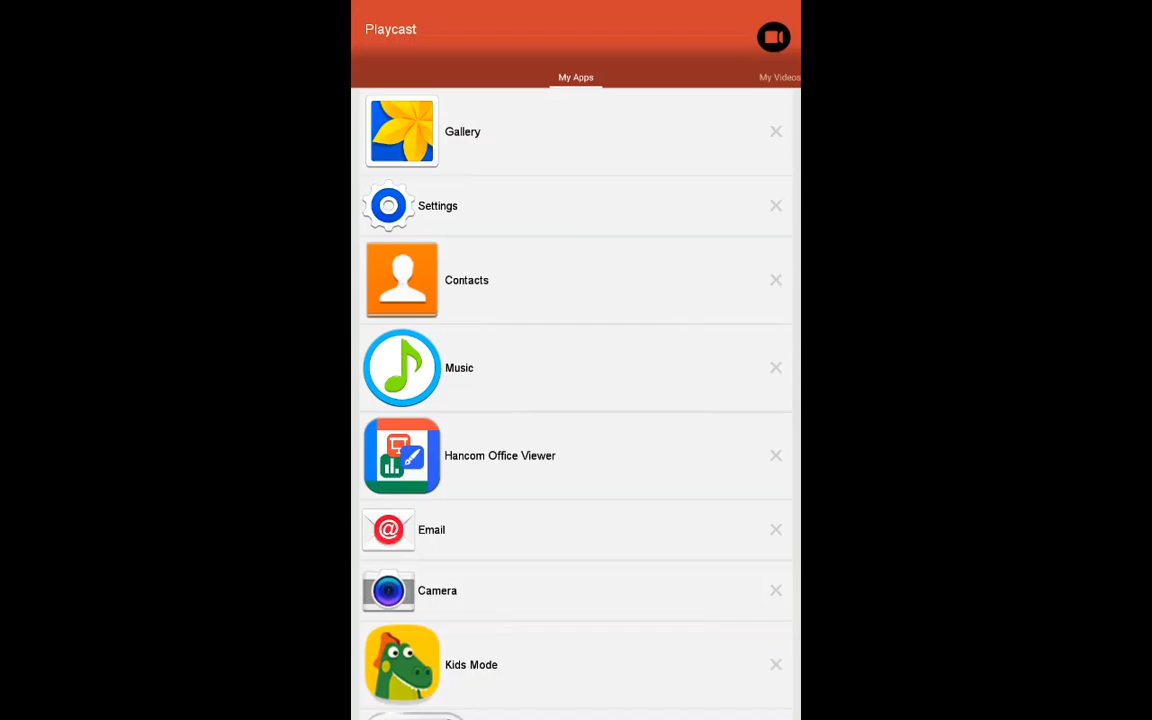 Playcast
My Apps
My Videos
Gallery
Settings
Contacts
Music
Hancom Office Viewer
@
Email
Camera
Kids Mode